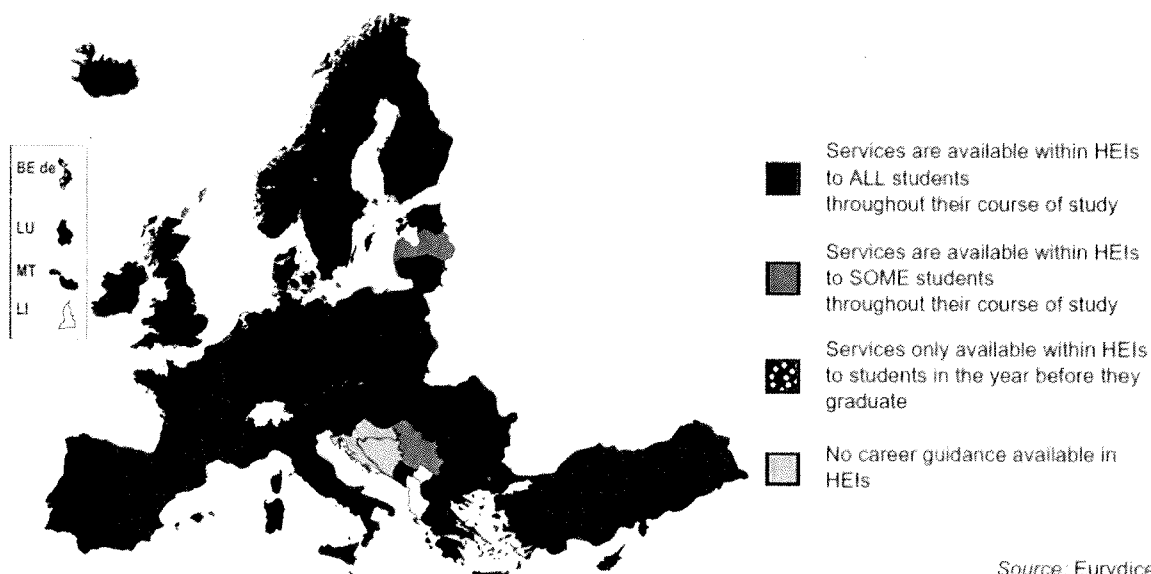 BE de
LU
MT
LI
Services are available within HEIs
to ALL students
throughout their course of study
Services are available within HEIs
to SOME students
throughout their course of study
Services only available within HEIs
to students in the year before they
graduate
No career guidance available in
HEIs
Source: Eurydice